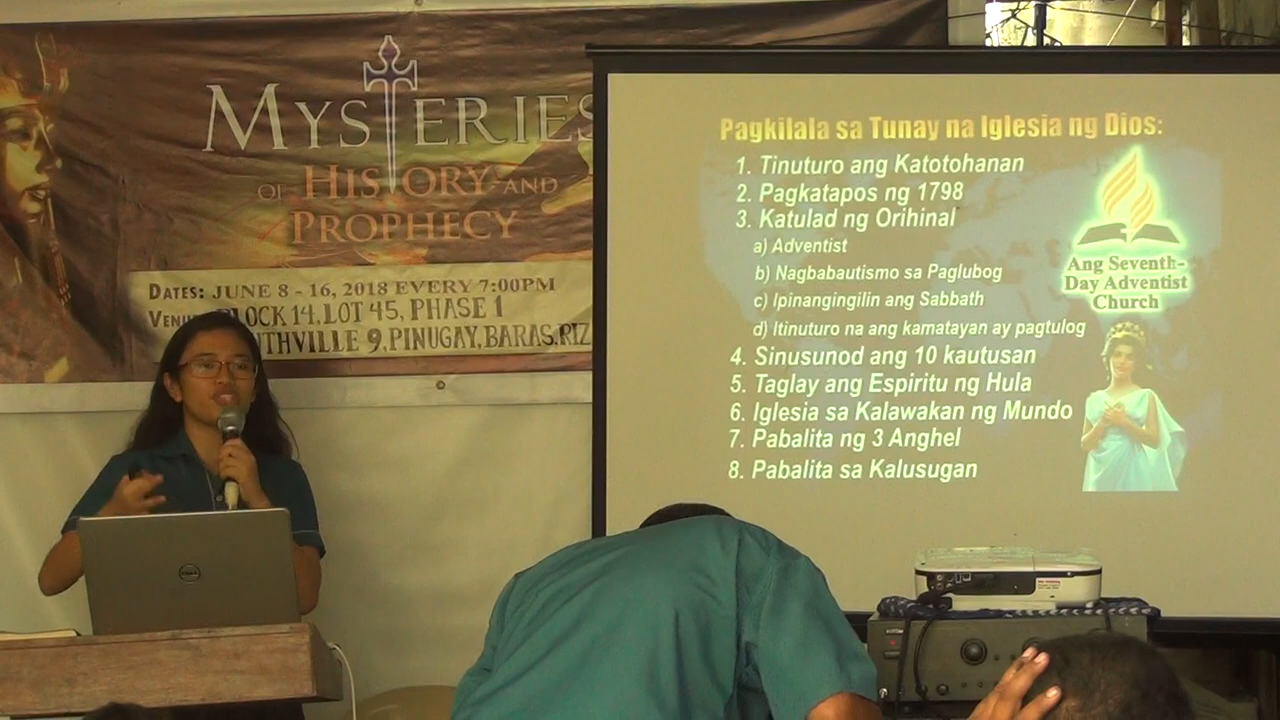 MYSTERIES
OF HISTORY AND
PROPHECY
DATES: JUNE 8 - 16, 2018 EVERY 7:00PM
BLOCK 14, LOT 45, PHASE 1
9, PINUGAY, BARAS, RIZ
Pagkilala sa Tunay na Iglesia ng Dios:
1. Tinuturo ang Katotohanan
2. Pagkatapos ng 1798
3. Katulad ng Orihinal
a) Adventist
b) Nagbabautismo sa Paglubog
c) Ipinangingilin ang Sabbath
d) Itinuturo na ang kamatayan ay pagtulog
4. Sinusunod ang 10 kautusan
5. Taglay ang Espiritu ng Hula
6. Iglesia sa Kalawakan ng Mundo
7. Pabalita ng 3 Anghel
8. Pabalita sa Kalusugan
Ang Seventh-
Day Adventist
Church
DELL